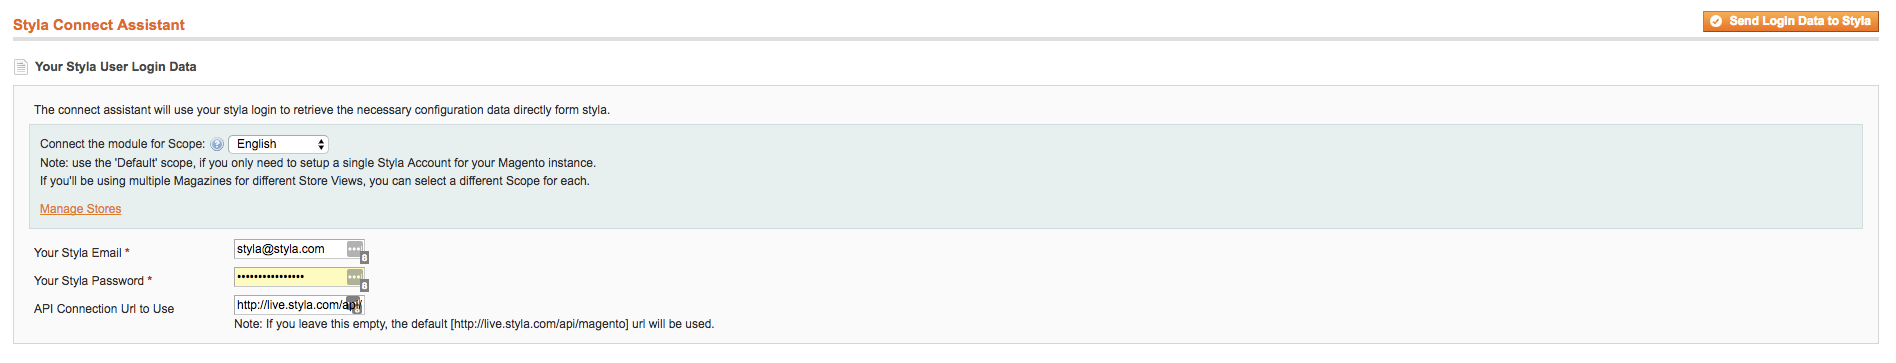 Styla Connect Assistant
Send Login Data to Styla
Your Styla User Login Data
The connect assistant will use your styla login to retrieve the necessary configuration data directly form styla.
Connect the module for Scope: ? English
Note: use the 'Default' scope, if you only need to setup a single Styla Account for your Magento instance.
If you'll be using multiple Magazines for different Store Views, you can select a different Scope for each.
Manage Stores
Your Styla Email * styla@styla.com
8
Your Styla Password * ••••••••••••••••
8
API Connection Url to Use http://live.styla.com/api/
Note: If you leave this empty, the default [http://live.styla.com/api/magento] url will be used.